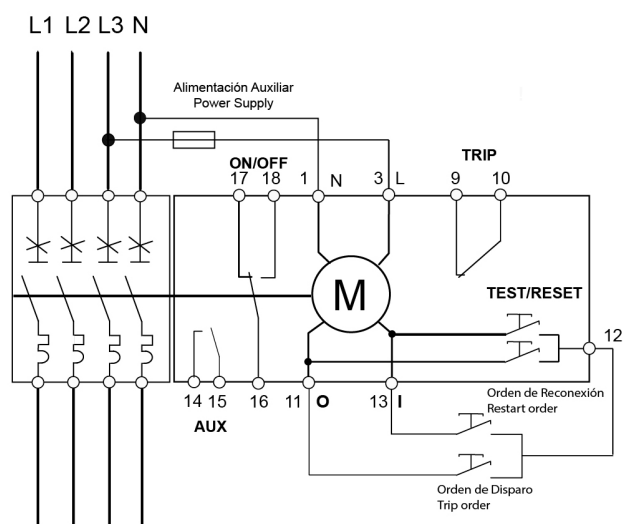 L1 L2 L3 N
Alimentación Auxiliar
Power Supply
ON/OFF
TRIP
17 18 1 N 3 L 9 10
M
TEST/RESET
12
14 15 16 11 O 13 I
AUX
Orden de Reconexión
Restart order
Orden de Disparo
Trip order